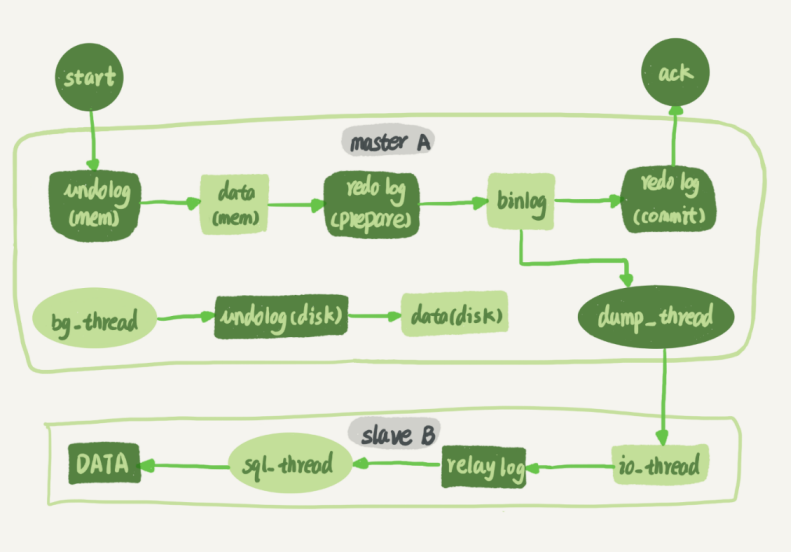 start
ack
master A
undolog
(mem)
data
(mem)
redo log
(prepare)
binlog
redo log
(commit)
bg_thread
undolog(disk)
data(disk)
dump_thread
slave B
DATA
sql_thread
relay log
io_thread